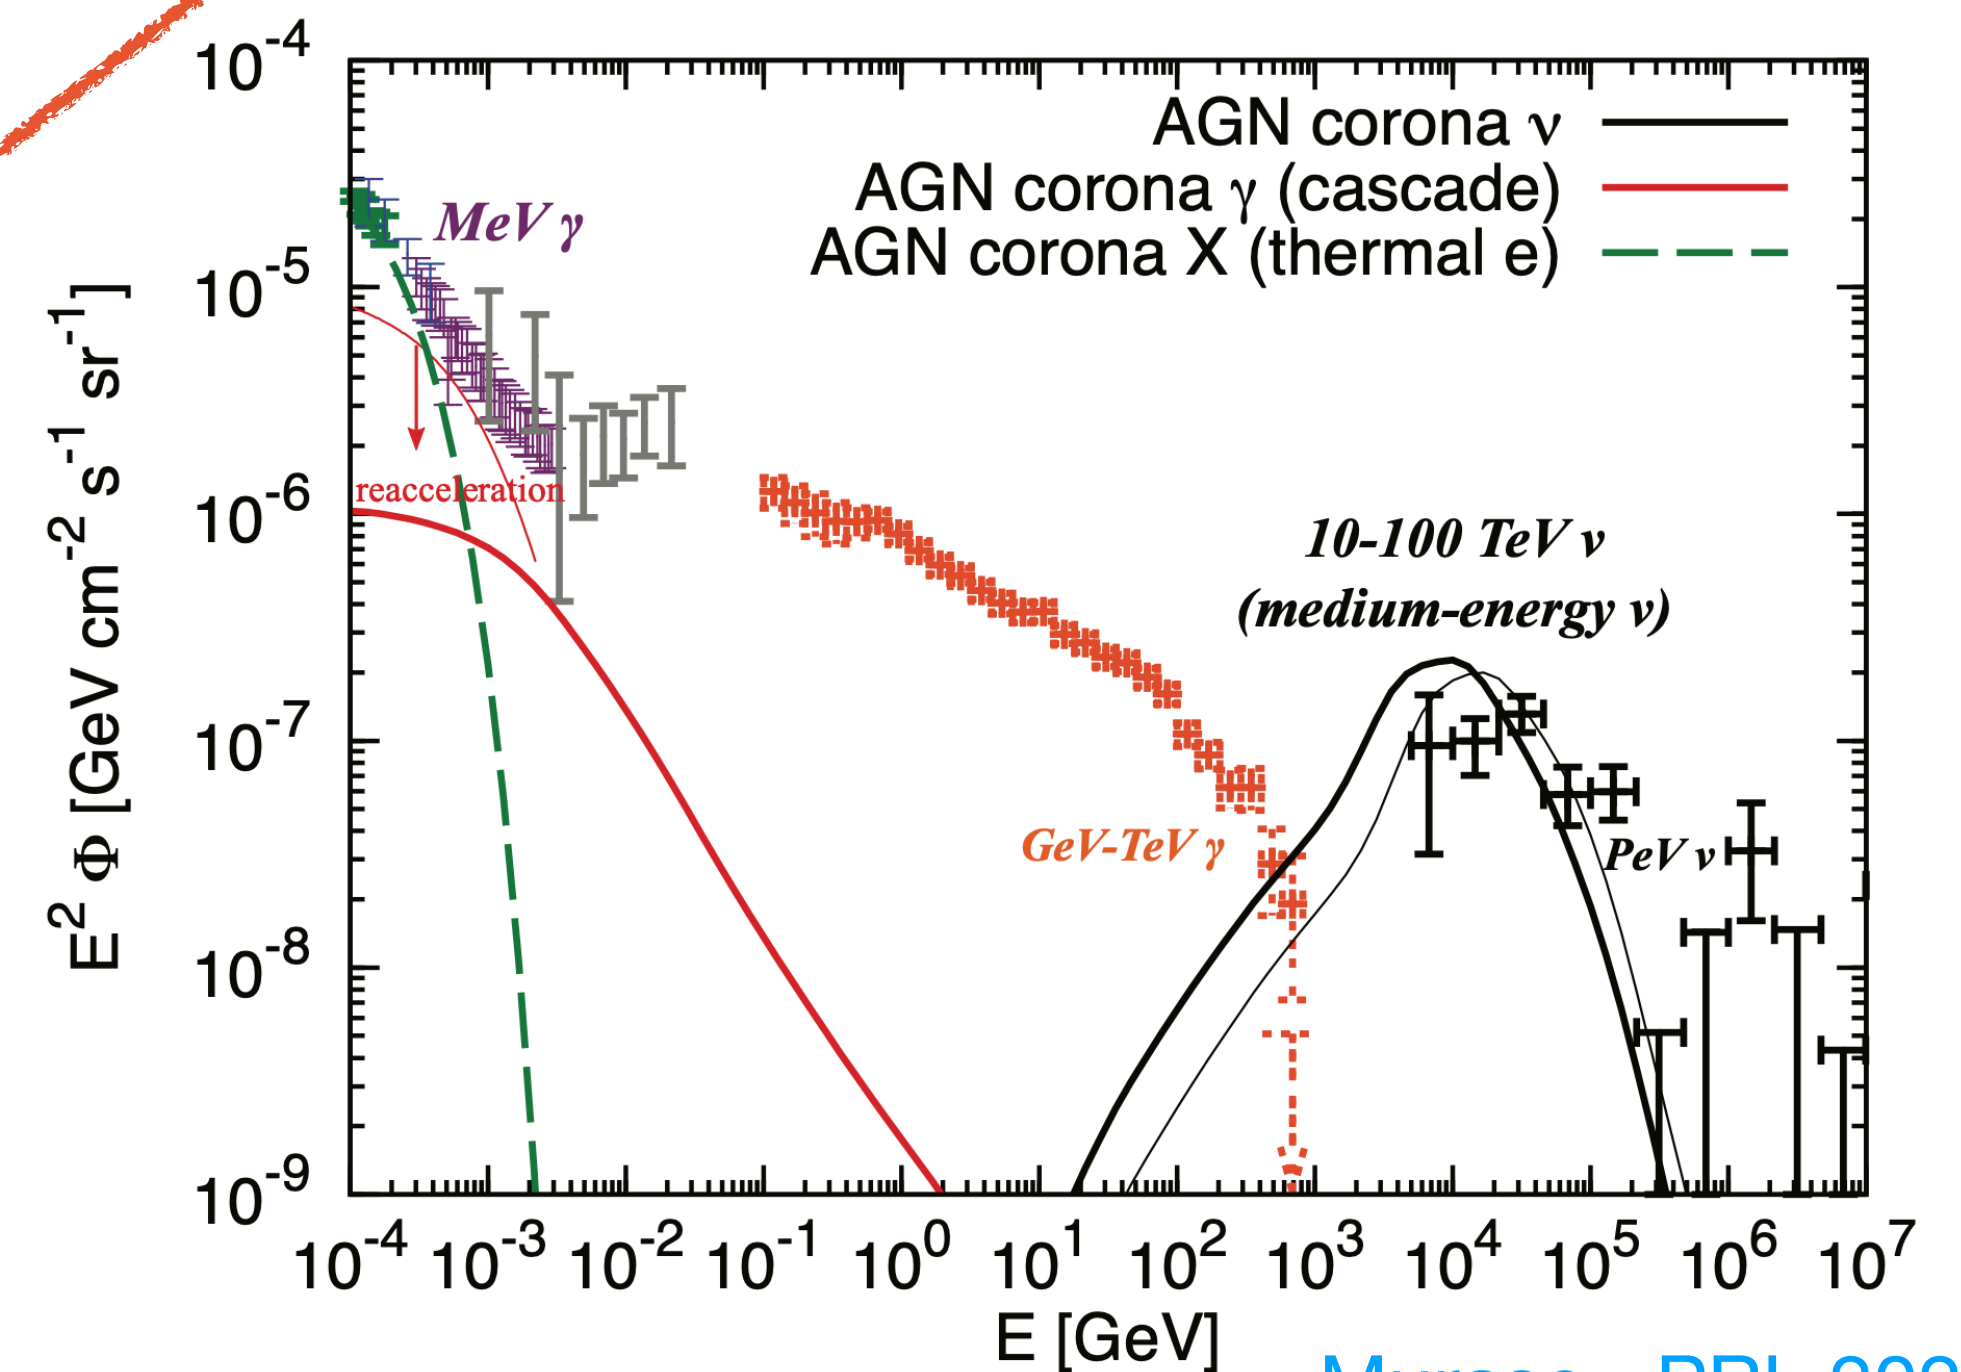 10^-4
10^-5
10^-6
10^-7
10^-8
10^-9
E^2 Φ [GeV cm^-2 s^-1 sr^-1]
AGN corona ν
AGN corona γ (cascade)
AGN corona X (thermal e)
MeV γ
reacceleration
10-100 TeV ν
(medium-energy ν)
GeV-TeV γ
PeV ν
10^-4 10^-3 10^-2 10^-1 10^0 10^1 10^2 10^3 10^4 10^5 10^6 10^7
E [GeV]